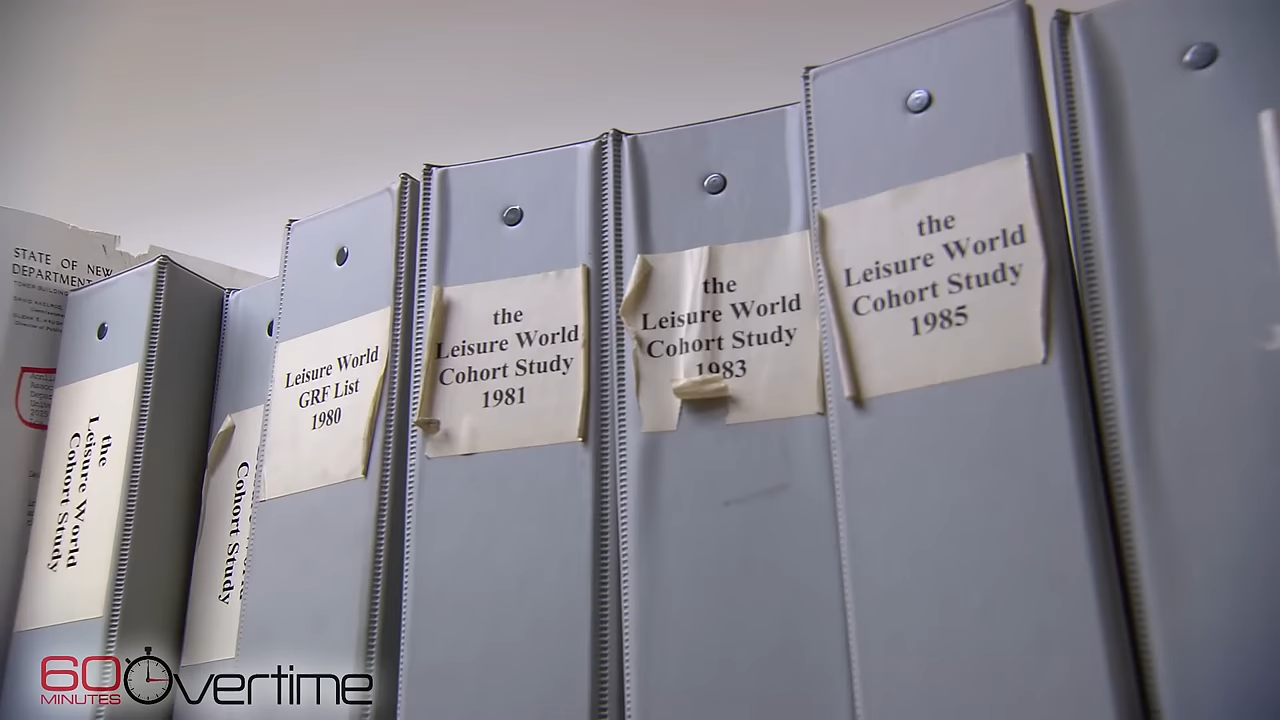 STATE OF NEW
DEPARTMENT
the
Leisure World
Cohort Study
Cohort Study
Leisure World
GRF List
1980
the
Leisure World
Cohort Study
1981
the
Leisure World
Cohort Study
1983
the
Leisure World
Cohort Study
1985
60
MINUTES
Overtime